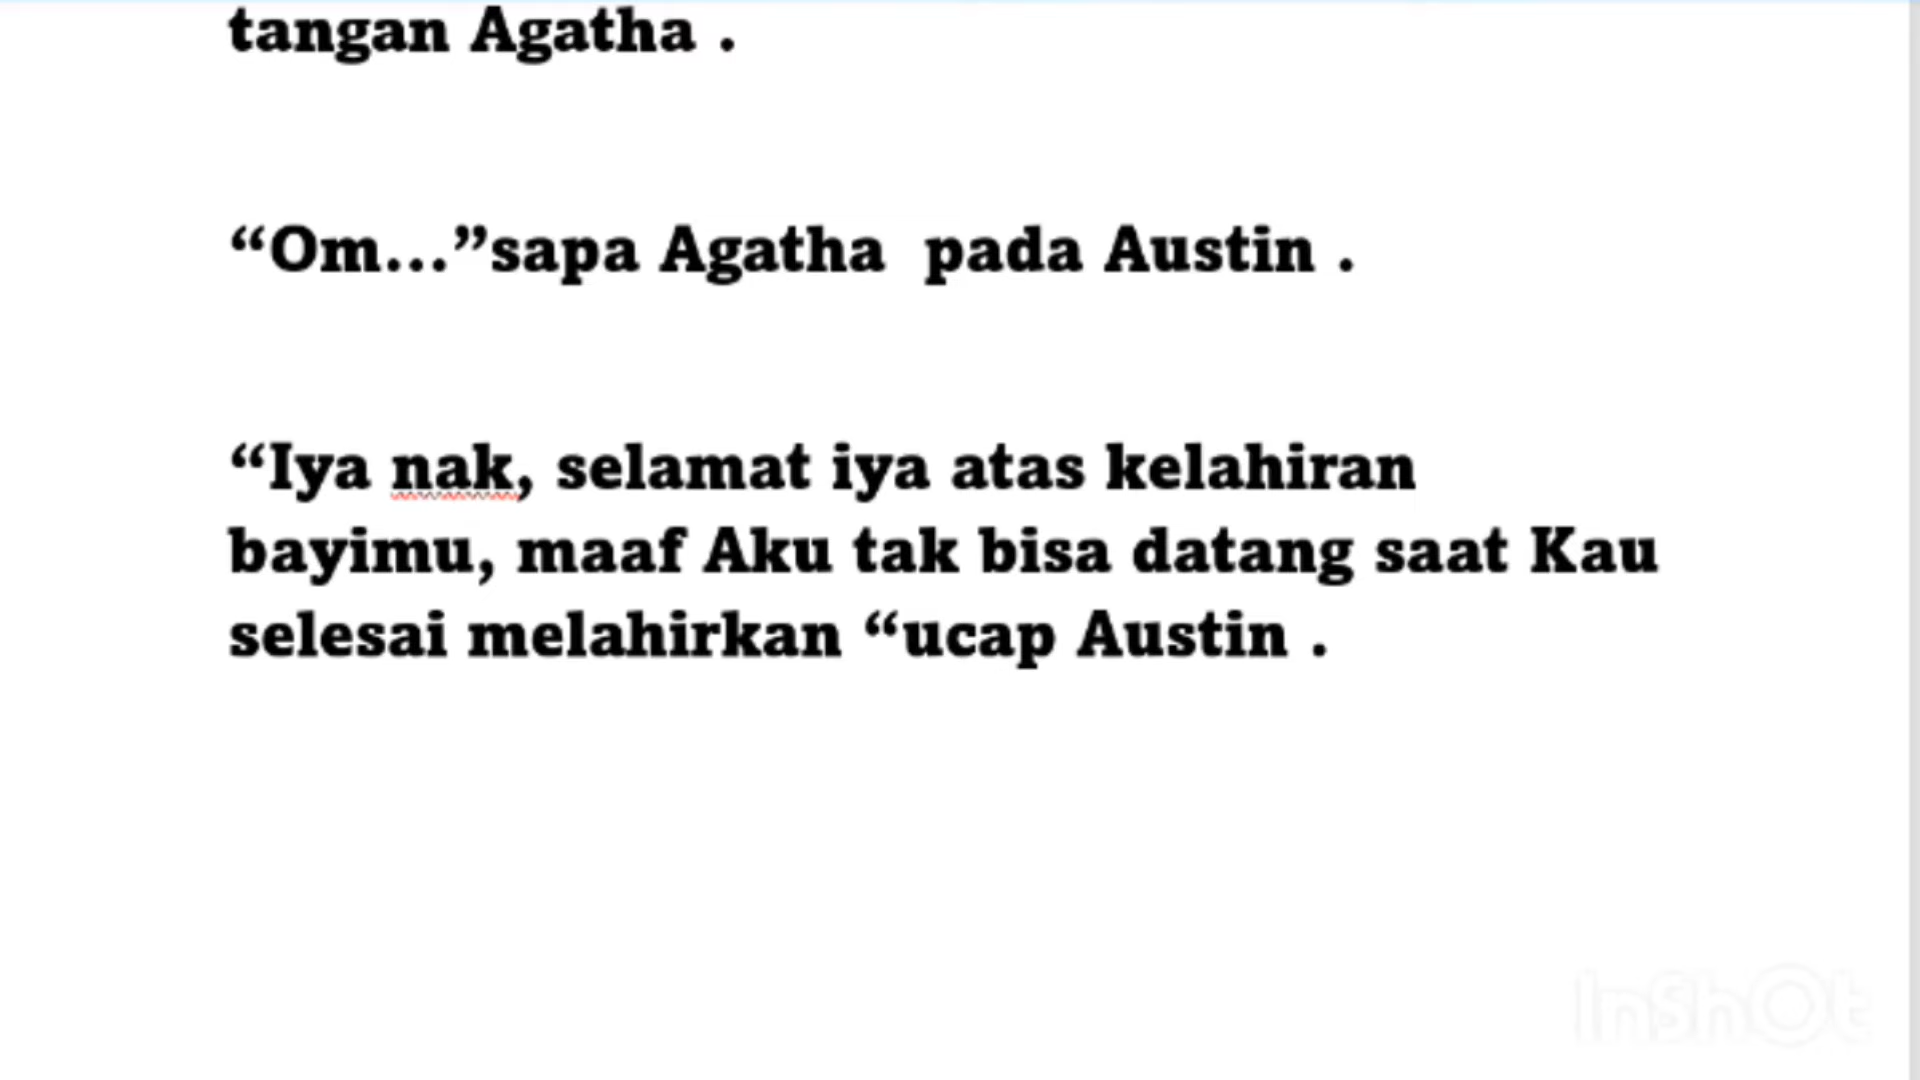 tangan Agatha .
“Om...”sapa Agatha  pada Austin .
“Iya nak, selamat iya atas kelahiran
bayimu, maaf Aku tak bisa datang saat Kau
selesai melahirkan “ucap Austin .
InShOt